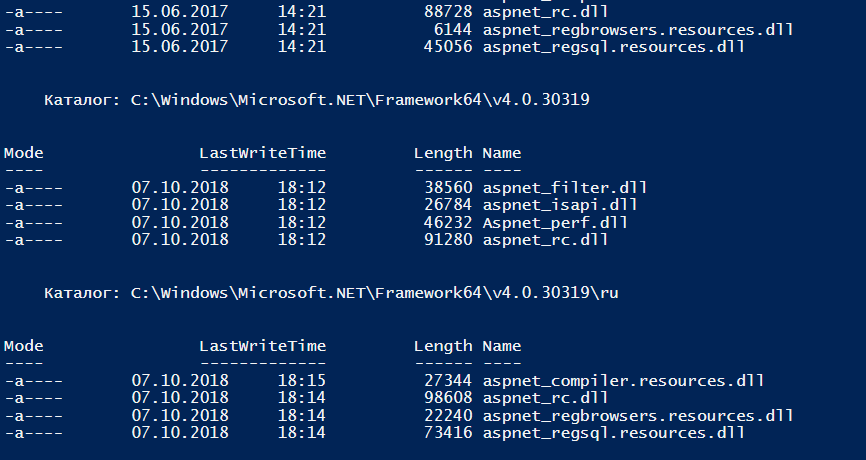 -a---- 15.06.2017 14:21 88728 aspnet_rc.dll
-a---- 15.06.2017 14:21 6144 aspnet_regbrowsers.resources.dll
-a---- 15.06.2017 14:21 45056 aspnet_regsql.resources.dll
Каталог: C:\Windows\Microsoft.NET\Framework64\v4.0.30319
Mode LastWriteTime Length Name
---- ------------- ------ ----
-a---- 07.10.2018 18:12 38560 aspnet_filter.dll
-a---- 07.10.2018 18:12 26784 aspnet_isapi.dll
-a---- 07.10.2018 18:12 46232 Aspnet_perf.dll
-a---- 07.10.2018 18:12 91280 aspnet_rc.dll
Каталог: C:\Windows\Microsoft.NET\Framework64\v4.0.30319\ru
Mode LastWriteTime Length Name
---- ------------- ------ ----
-a---- 07.10.2018 18:15 27344 aspnet_compiler.resources.dll
-a---- 07.10.2018 18:14 98608 aspnet_rc.dll
-a---- 07.10.2018 18:14 22240 aspnet_regbrowsers.resources.dll
-a---- 07.10.2018 18:14 73416 aspnet_regsql.resources.dll